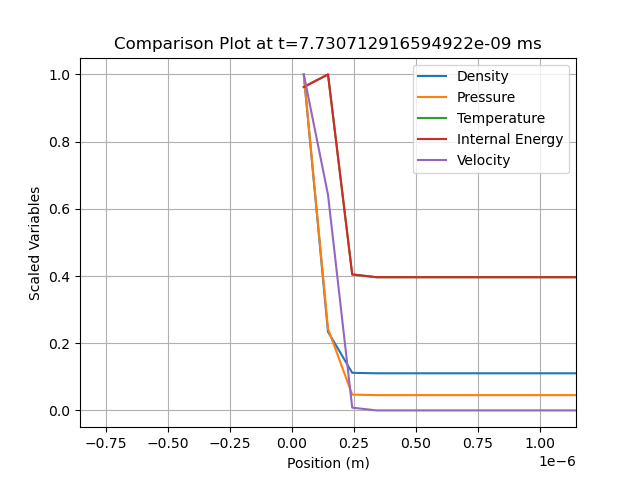 Comparison Plot at t=7.730712916594922e-09 ms
Density
Pressure
Temperature
Internal Energy
Velocity
Scaled Variables
1.0
0.8
0.6
0.4
0.2
0.0
−0.75 −0.50 −0.25 0.00 0.25 0.50 0.75 1.00
1e−6
Position (m)